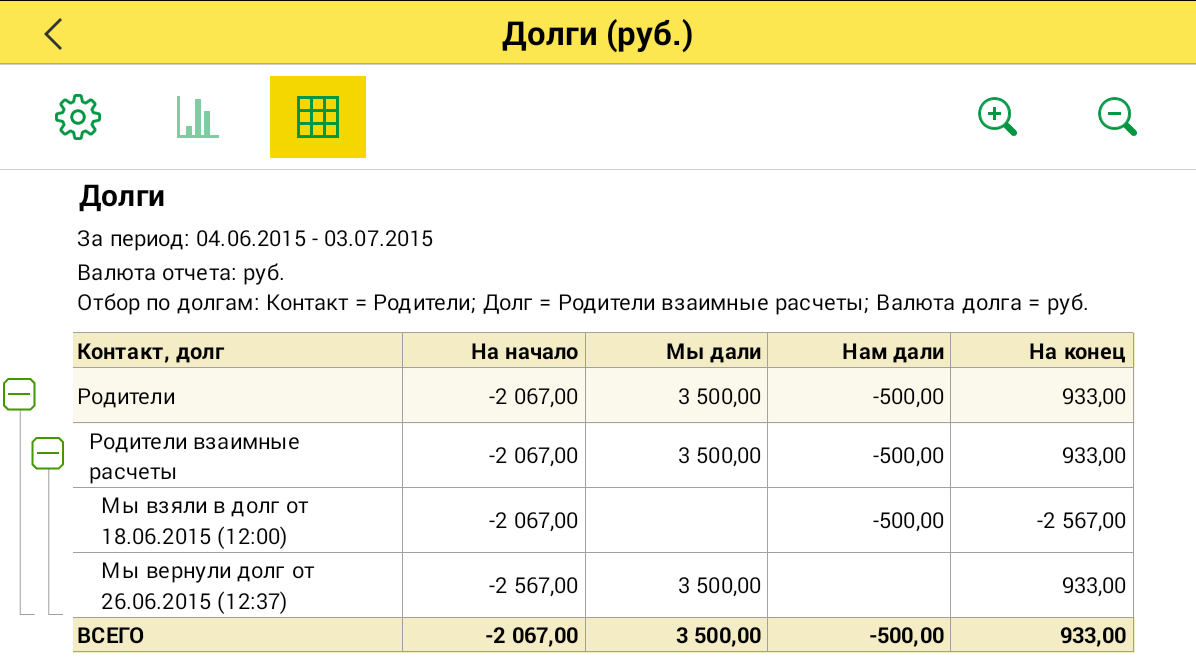 Долги (руб.)
Долги
За период: 04.06.2015 - 03.07.2015
Валюта отчета: руб.
Отбор по долгам: Контакт = Родители; Долг = Родители взаимные расчеты; Валюта долга = руб.
Контакт, долг На начало Мы дали Нам дали На конец
Родители -2 067,00 3 500,00 -500,00 933,00
Родители взаимные
расчеты -2 067,00 3 500,00 -500,00 933,00
Мы взяли в долг от
18.06.2015 (12:00) -2 067,00 -500,00 -2 567,00
Мы вернули долг от
26.06.2015 (12:37) -2 567,00 3 500,00 933,00
ВСЕГО -2 067,00 3 500,00 -500,00 933,00